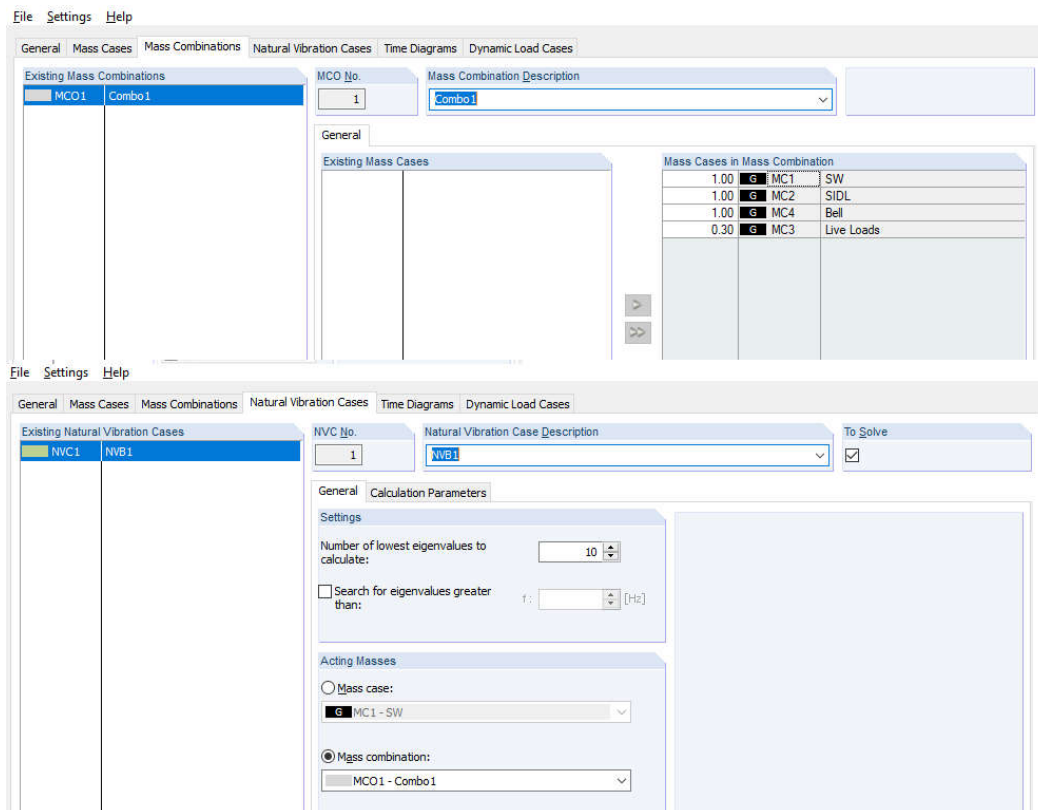 File Settings Help
General Mass Cases Mass Combinations Natural Vibration Cases Time Diagrams Dynamic Load Cases
Existing Mass Combinations
MCO1 Combo1
MCO No.
1
Mass Combination Description
Combo1
General
Existing Mass Cases
Mass Cases in Mass Combination
1.00 G MC1 SW
1.00 G MC2 SIDL
1.00 G MC4 Bell
0.30 G MC3 Live Loads
>
>>
File Settings Help
General Mass Cases Mass Combinations Natural Vibration Cases Time Diagrams Dynamic Load Cases
Existing Natural Vibration Cases
NVC1 NVB1
NVC No.
1
Natural Vibration Case Description
NVB1
To Solve
General Calculation Parameters
Settings
Number of lowest eigenvalues to
calculate:
10
Search for eigenvalues greater
than:
f : [Hz]
Acting Masses
Mass case:
G MC1 - SW
Mass combination:
MCO1 - Combo1